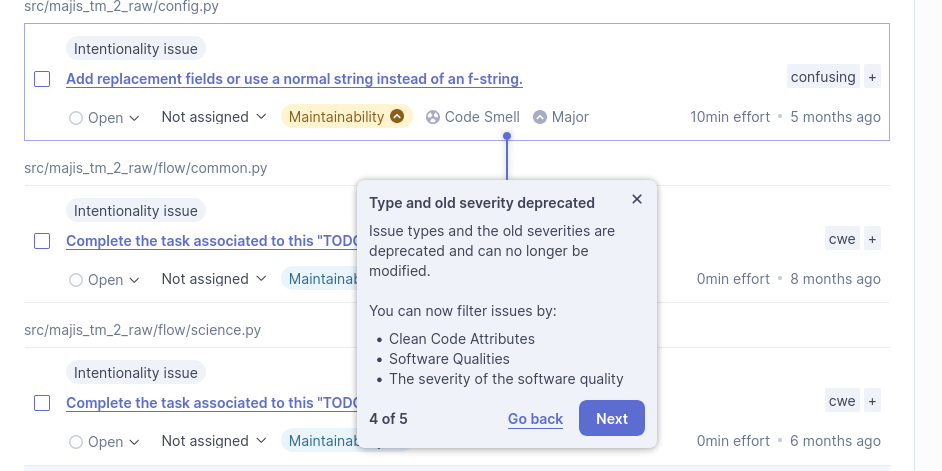 src/majis_tm_2_raw/config.py
Intentionality issue
Add replacement fields or use a normal string instead of an f-string.
confusing +
Open Not assigned Maintainability Code Smell Major 10min effort • 5 months ago
src/majis_tm_2_raw/flow/common.py
Intentionality issue
Complete the task associated to this "TODO
cwe +
Open Not assigned Maintainab 0min effort • 8 months ago
src/majis_tm_2_raw/flow/science.py
Intentionality issue
Complete the task associated to this "TODO
cwe +
Open Not assigned Maintainab 0min effort • 6 months ago
Type and old severity deprecated
Issue types and the old severities are
deprecated and can no longer be
modified.
You can now filter issues by:
• Clean Code Attributes
• Software Qualities
• The severity of the software quality
4 of 5 Go back Next